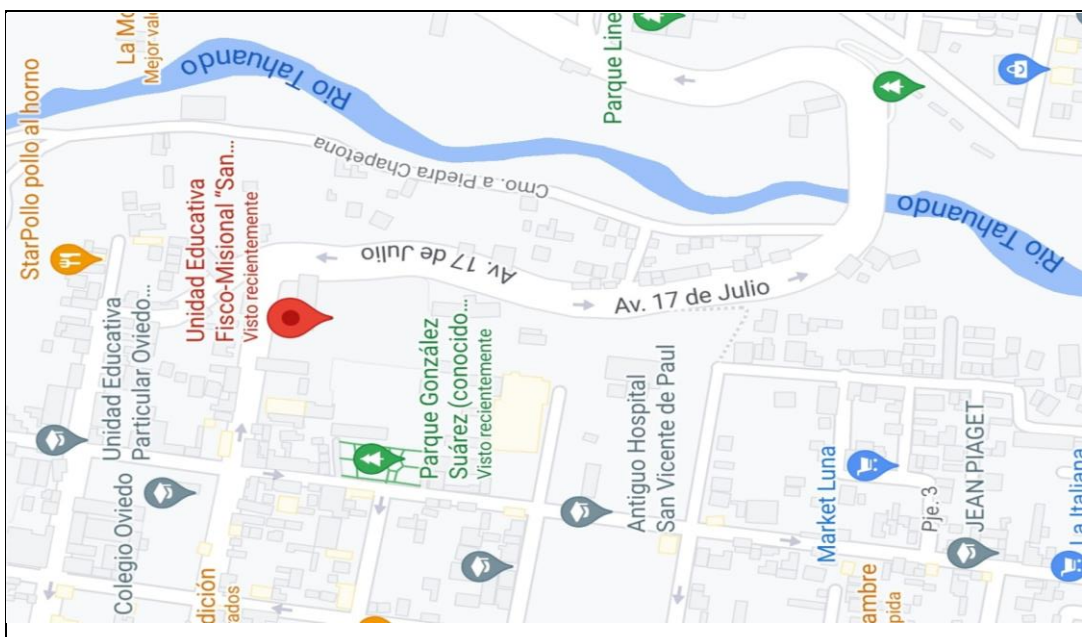 StarPollo pollo al horno
La Mo
Mejor val
Río Tahuando
Cmo. a Piedra Chapetona
Parque Line
Unidad Educativa
Fisco-Misional "San...
Visto recientemente
Av. 17 de Julio
Av. 17 de Julio
Río Tahuando
Unidad Educativa
Particular Oviedo...
Colegio Oviedo
Parque González
Suárez (conocido...
Visto recientemente
Antiguo Hospital
San Vicente de Paul
Market Luna
Pje. 3
JEAN PIAGET
La Italiana
dición
rados
ambre
pida